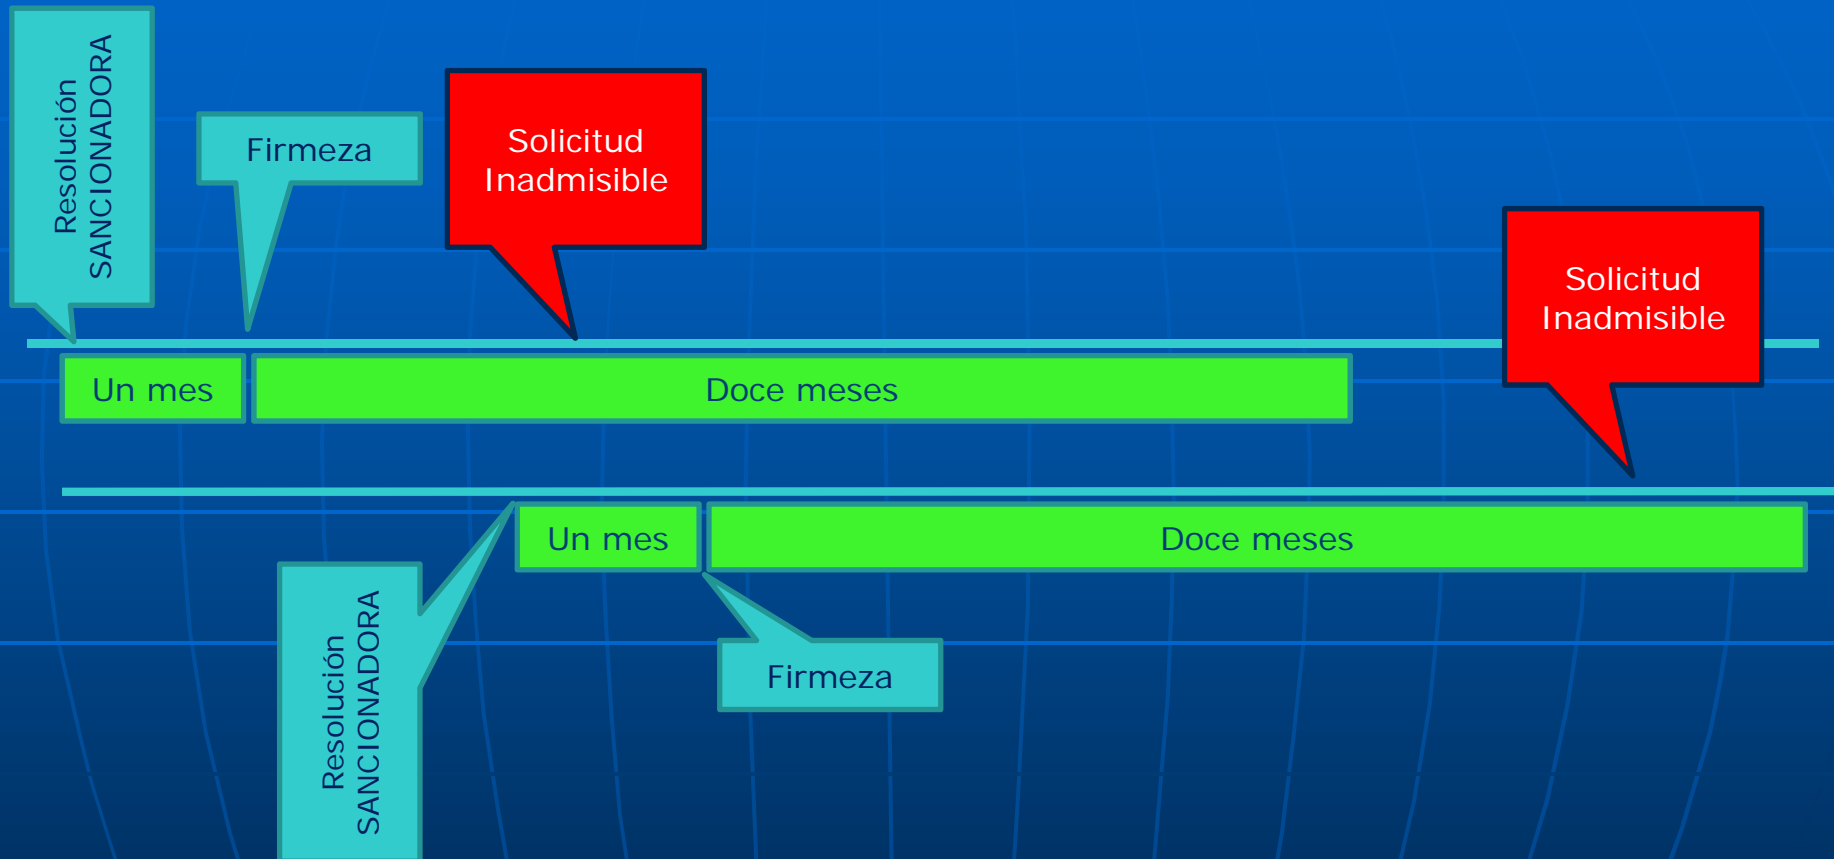 Resolución
SANCIONADORA
Firmeza
Solicitud
Inadmisible
Solicitud
Inadmisible
Un mes
Doce meses
Un mes
Doce meses
Resolución
SANCIONADORA
Firmeza